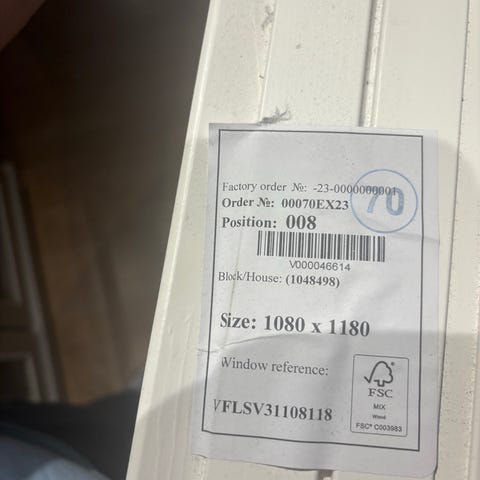 Factory order №: -23-0000000001
Order №: 00070EX23
70
Position: 008
V000046614
Block/House: (1048498)
Size: 1080 x 1180
Window reference:
VFLSV31108118
FSC
MIX
Wood
FSC® C003983